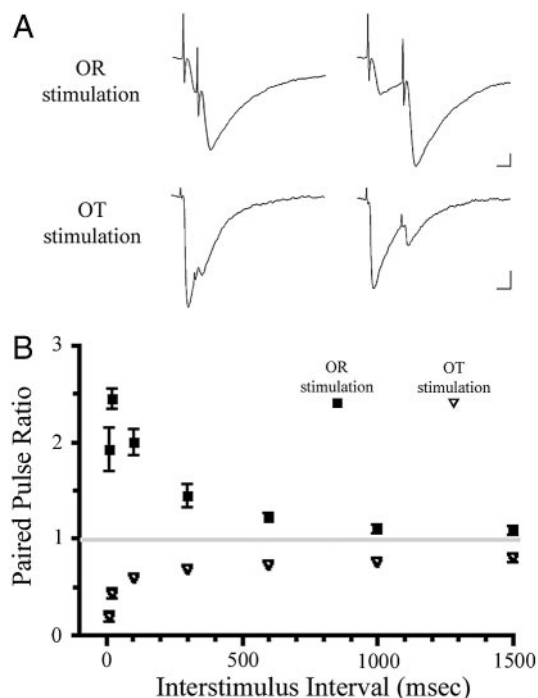 A
OR
stimulation
OT
stimulation
B
3
2
1
0
Paired Pulse Ratio
OR
stimulation
OT
stimulation
0
500
1000
1500
Interstimulus Interval (msec)